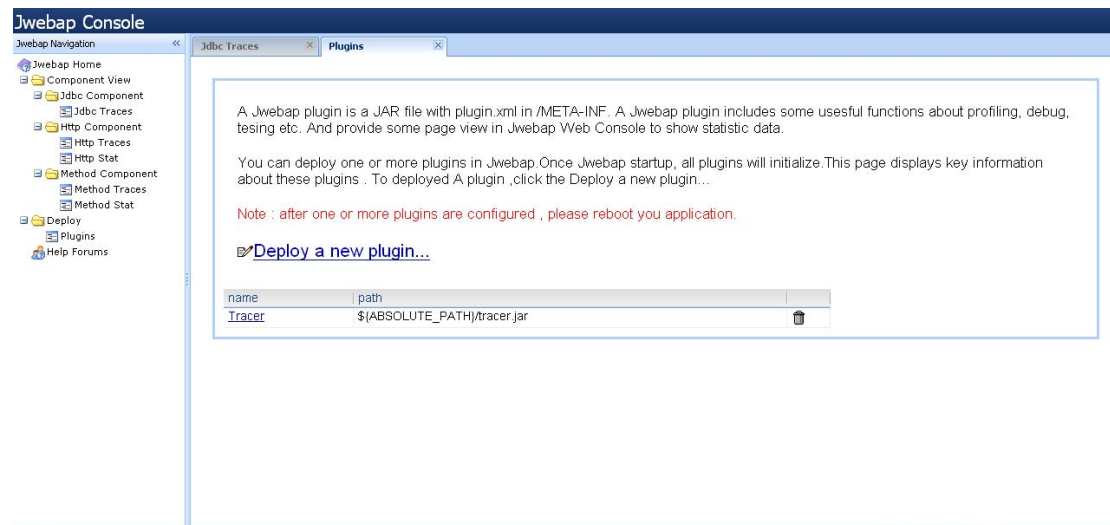 Jwebap Console
Jwebap Navigation
Jwebap Home
Component View
Jdbc Component
Jdbc Traces
Http Component
Http Traces
Http Stat
Method Component
Method Traces
Method Stat
Deploy
Plugins
Help Forums
Jdbc Traces
Plugins
A Jwebap plugin is a JAR file with plugin.xml in /META-INF. A Jwebap plugin includes some usesful functions about profiling, debug,
tesing etc. And provide some page view in Jwebap Web Console to show statistic data.
You can deploy one or more plugins in Jwebap.Once Jwebap startup, all plugins will initialize.This page displays key information
about these plugins . To deployed A plugin ,click the Deploy a new plugin...
Note : after one or more plugins are configured , please reboot you application.
Deploy a new plugin...
name path
Tracer ${ABSOLUTE_PATH}/tracer.jar